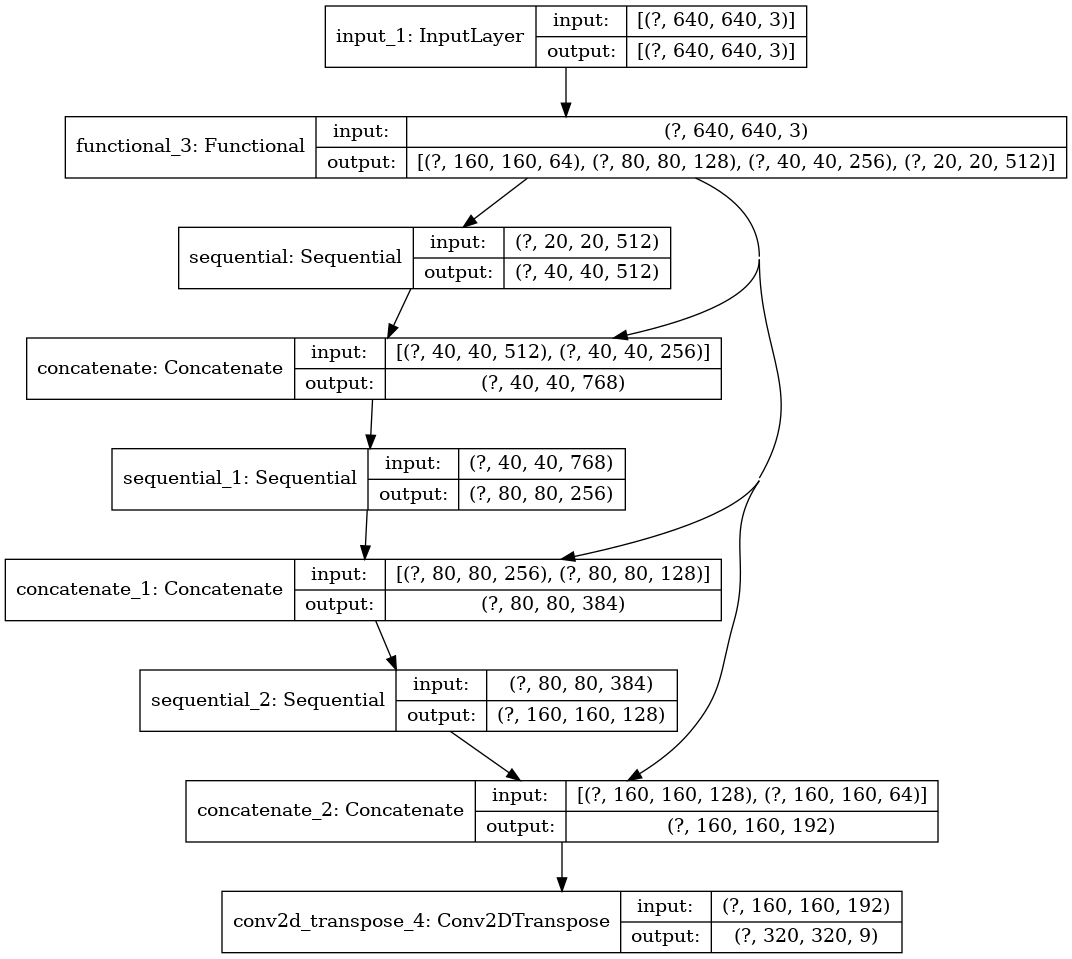 input_1: InputLayer
input: [(?, 640, 640, 3)]
output: [(?, 640, 640, 3)]
functional_3: Functional
input: (?, 640, 640, 3)
output: [(?, 160, 160, 64), (?, 80, 80, 128), (?, 40, 40, 256), (?, 20, 20, 512)]
sequential: Sequential
input: (?, 20, 20, 512)
output: (?, 40, 40, 512)
concatenate: Concatenate
input: [(?, 40, 40, 512), (?, 40, 40, 256)]
output: (?, 40, 40, 768)
sequential_1: Sequential
input: (?, 40, 40, 768)
output: (?, 80, 80, 256)
concatenate_1: Concatenate
input: [(?, 80, 80, 256), (?, 80, 80, 128)]
output: (?, 80, 80, 384)
sequential_2: Sequential
input: (?, 80, 80, 384)
output: (?, 160, 160, 128)
concatenate_2: Concatenate
input: [(?, 160, 160, 128), (?, 160, 160, 64)]
output: (?, 160, 160, 192)
conv2d_transpose_4: Conv2DTranspose
input: (?, 160, 160, 192)
output: (?, 320, 320, 9)